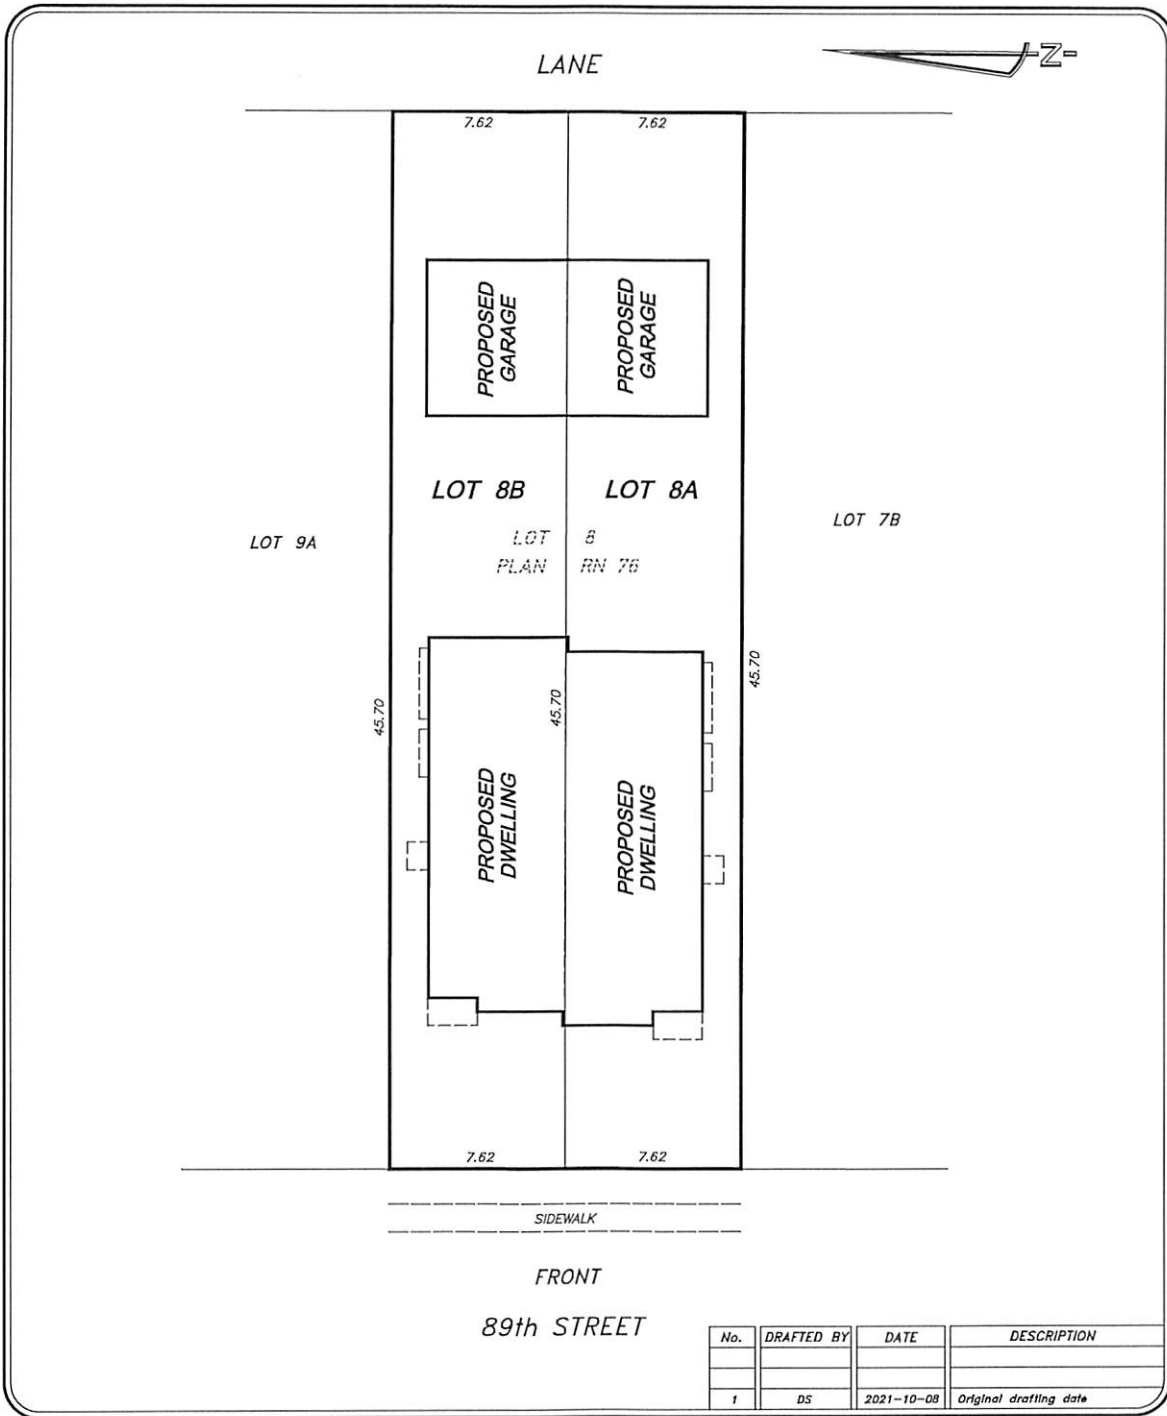 LANE
-Z-
7.62 7.62
PROPOSED
GARAGE
PROPOSED
GARAGE
LOT 8B LOT 8A
LOT 9A
LOT 8
PLAN RN 76
LOT 7B
45.70
45.70
45.70
PROPOSED
DWELLING
PROPOSED
DWELLING
7.62 7.62
SIDEWALK
FRONT
89th STREET
No. DRAFTED BY DATE DESCRIPTION
1 DS 2021-10-08 Original drafting date